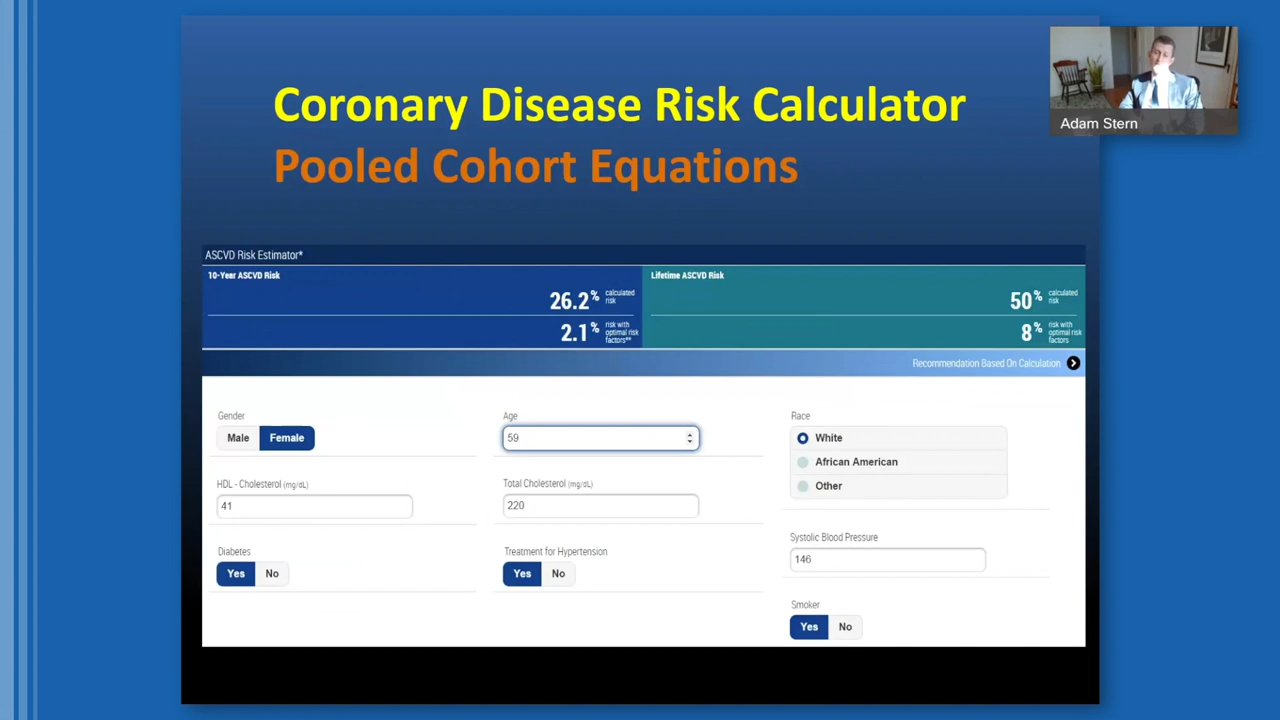 Coronary Disease Risk Calculator
Pooled Cohort Equations
Adam Stern
ASCVD Risk Estimator*
10-Year ASCVD Risk
26.2% calculated risk
2.1% risk with optimal risk factors**
Lifetime ASCVD Risk
50% calculated risk
8% risk with optimal risk factors
Recommendation Based On Calculation
Gender
Male Female
Age
59
Race
White
African American
Other
HDL - Cholesterol (mg/dL)
41
Total Cholesterol (mg/dL)
220
Systolic Blood Pressure
146
Diabetes
Yes No
Treatment for Hypertension
Yes No
Smoker
Yes No